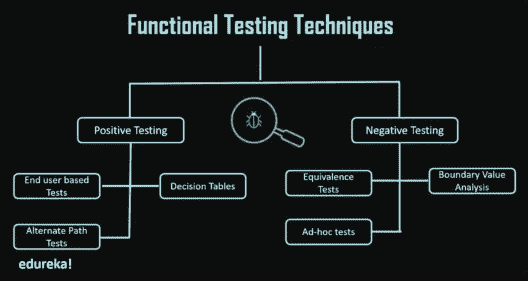 Functional Testing Techniques
Positive Testing
Negative Testing
End user based
Tests
Decision Tables
Equivalence
Tests
Boundary Value
Analysis
Alternate Path
Tests
Ad-hoc tests
edureka!